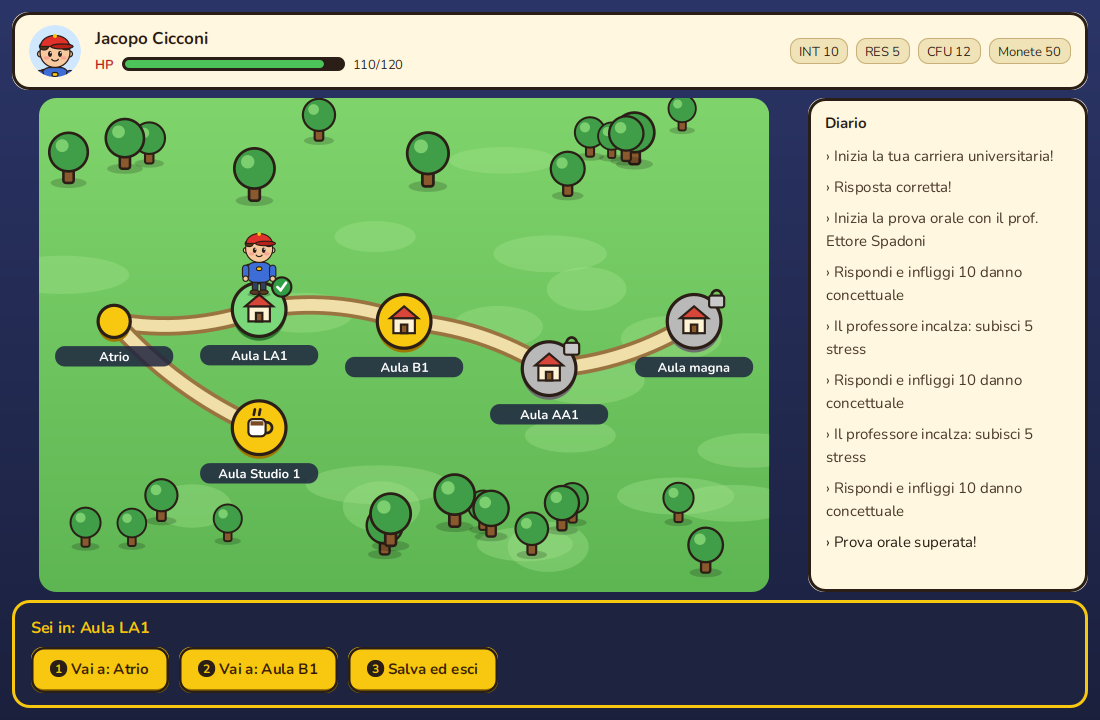 Jacopo Cicconi
HP 110/120
INT 10 RES 5 CFU 12 Monete 50
Atrio
Aula LA1
Aula B1
Aula AA1
Aula magna
Aula Studio 1
Diario
› Inizia la tua carriera universitaria!
› Risposta corretta!
› Inizia la prova orale con il prof.
Ettore Spadoni
› Rispondi e infliggi 10 danno
concettuale
› Il professore incalza: subisci 5
stress
› Rispondi e infliggi 10 danno
concettuale
› Il professore incalza: subisci 5
stress
› Rispondi e infliggi 10 danno
concettuale
› Prova orale superata!
Sei in: Aula LA1
1 Vai a: Atrio
2 Vai a: Aula B1
3 Salva ed esci